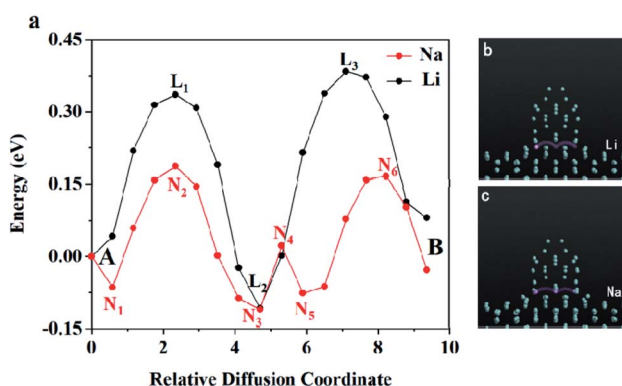 a
0.45
0.30
0.15
0.00
-0.15
Energy (eV)
Na
Li
L1
L3
N2
N6
N4
A
B
L2
N1
N3
N5
0
2
4
6
8
10
Relative Diffusion Coordinate
b
Li
c
Na